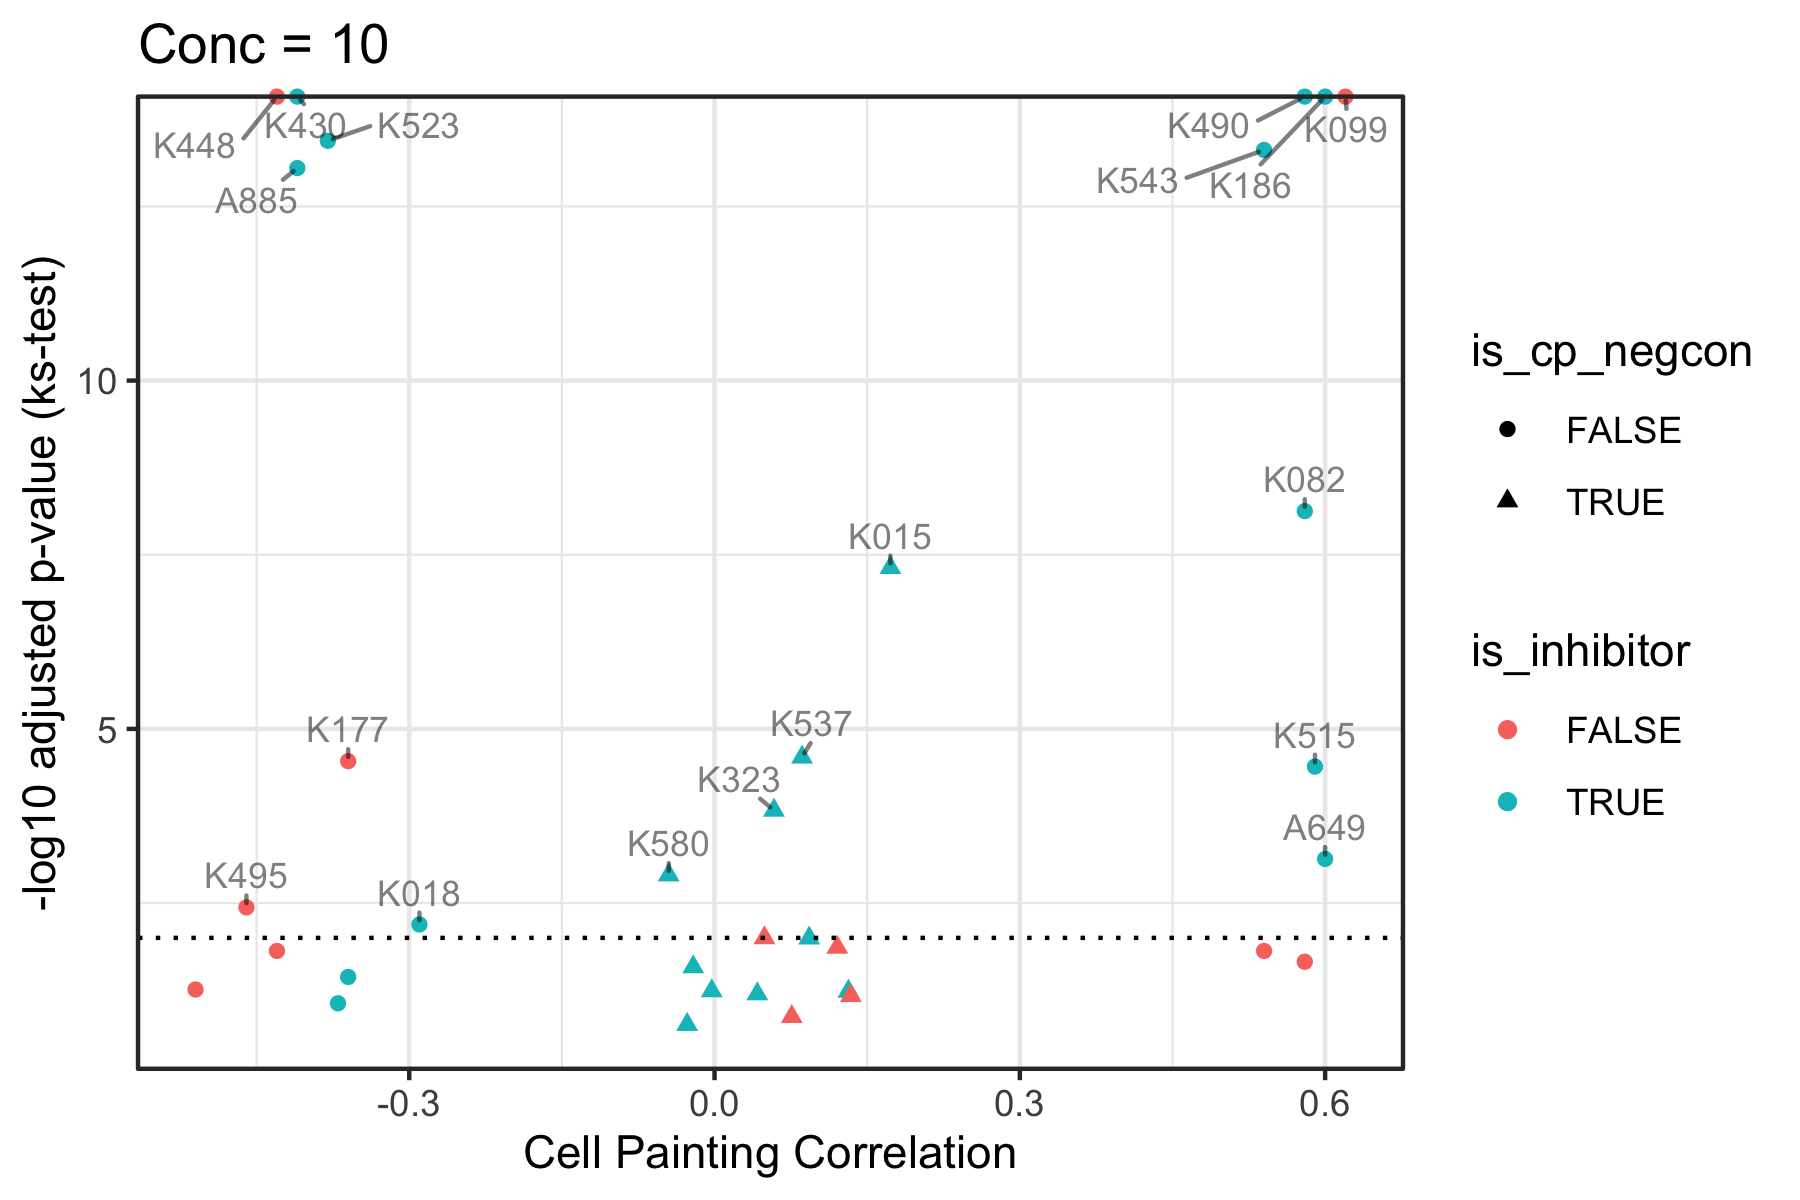 Conc = 10
K448
K430
K523
A885
K490
K099
K543
K186
K082
K015
K177
K537
K515
K323
A649
K580
K495
K018
10
5
-0.3
0.0
0.3
0.6
Cell Painting Correlation
-log10 adjusted p-value (ks-test)
is_cp_negcon
FALSE
TRUE
is_inhibitor
FALSE
TRUE